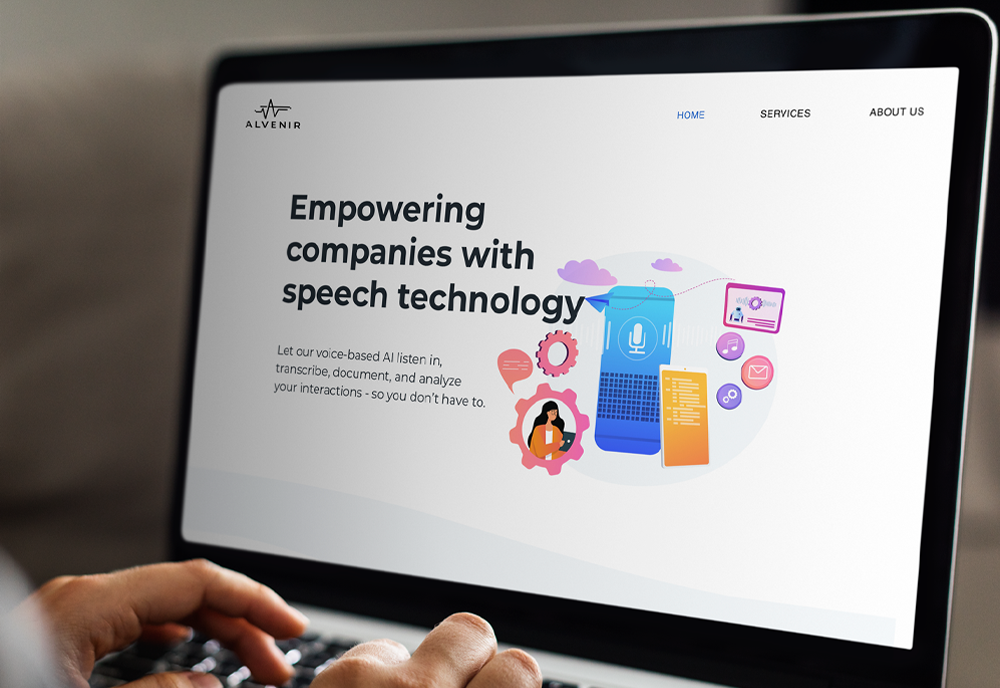 ALVENIR
HOME
SERVICES
ABOUT US
Empowering
companies with
speech technology
Let our voice-based AI listen in,
transcribe, document, and analyze
your interactions - so you don't have to.